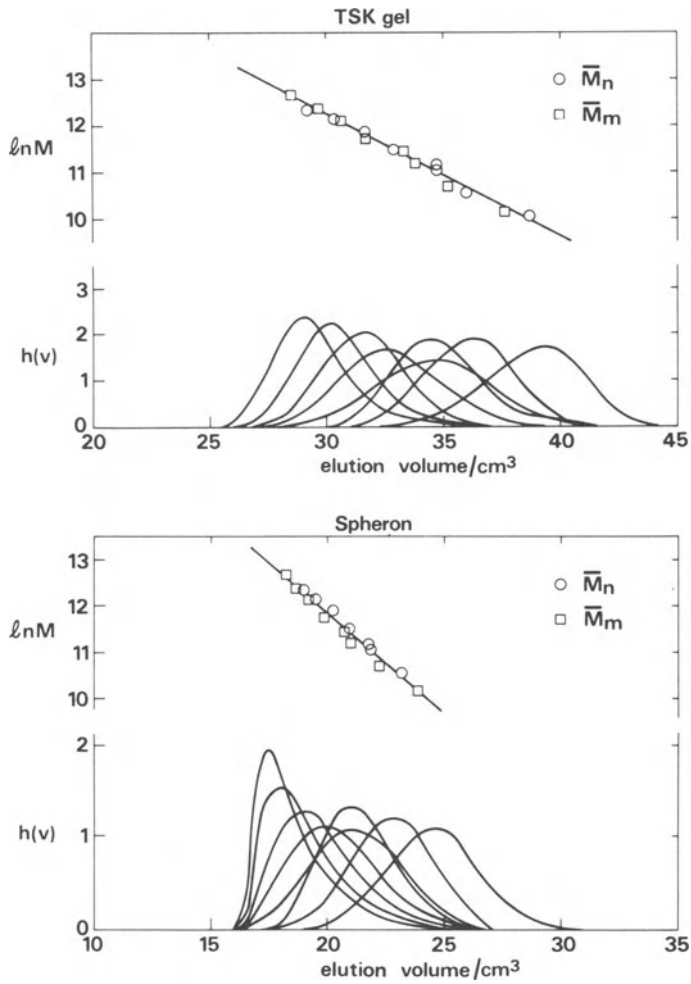 TSK gel
13
12
ℓnM
11
10
○ M̅n
□ M̅m
3
2
h(v)
1
0
20 25 30 35 40 45
elution volume/cm³
Spheron
13
12
ℓnM
11
10
○ M̅n
□ M̅m
2
h(v)
1
0
10 15 20 25 30 35
elution volume/cm³